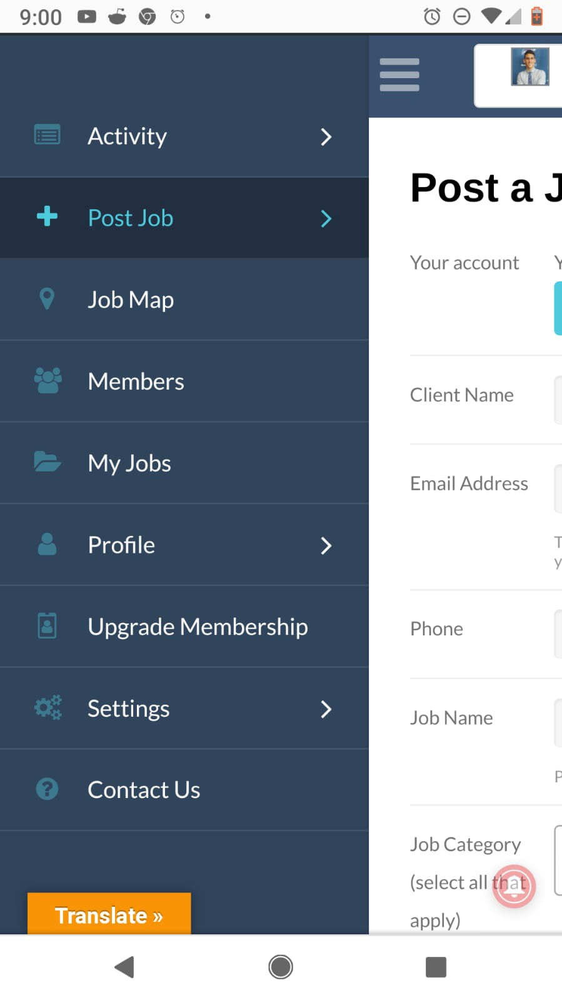 9:00
Activity
Post Job
Job Map
Members
My Jobs
Profile
Upgrade Membership
Settings
Contact Us
Translate »
Post a J
Your account
Y
Client Name
Email Address
T
y
Phone
Job Name
P
Job Category
(select all that
apply)